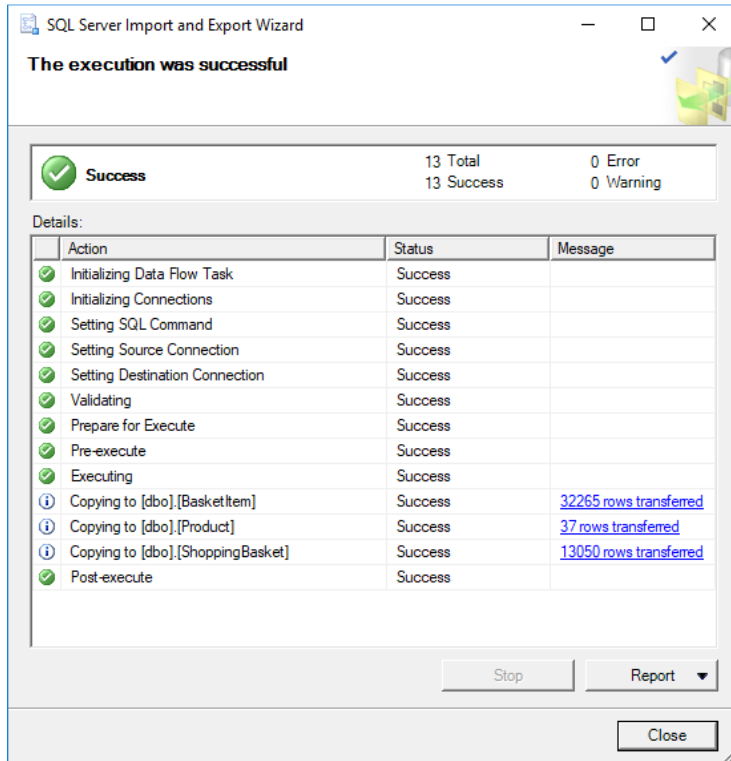 SQL Server Import and Export Wizard
The execution was successful
Success
13 Total 0 Error
13 Success 0 Warning
Details:
Action Status Message
Initializing Data Flow Task Success
Initializing Connections Success
Setting SQL Command Success
Setting Source Connection Success
Setting Destination Connection Success
Validating Success
Prepare for Execute Success
Pre-execute Success
Executing Success
Copying to [dbo].[BasketItem] Success 32265 rows transferred
Copying to [dbo].[Product] Success 37 rows transferred
Copying to [dbo].[ShoppingBasket] Success 13050 rows transferred
Post-execute Success
Stop Report
Close